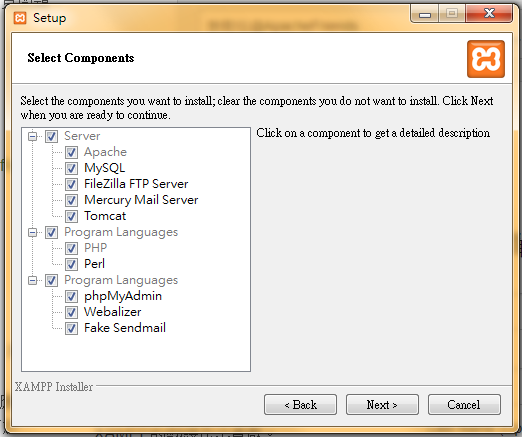 Setup
Select Components
Select the components you want to install; clear the components you do not want to install. Click Next
when you are ready to continue.
Server
Apache
MySQL
FileZilla FTP Server
Mercury Mail Server
Tomcat
Program Languages
PHP
Perl
Program Languages
phpMyAdmin
Webalizer
Fake Sendmail
Click on a component to get a detailed description
XAMPP Installer
< Back
Next >
Cancel